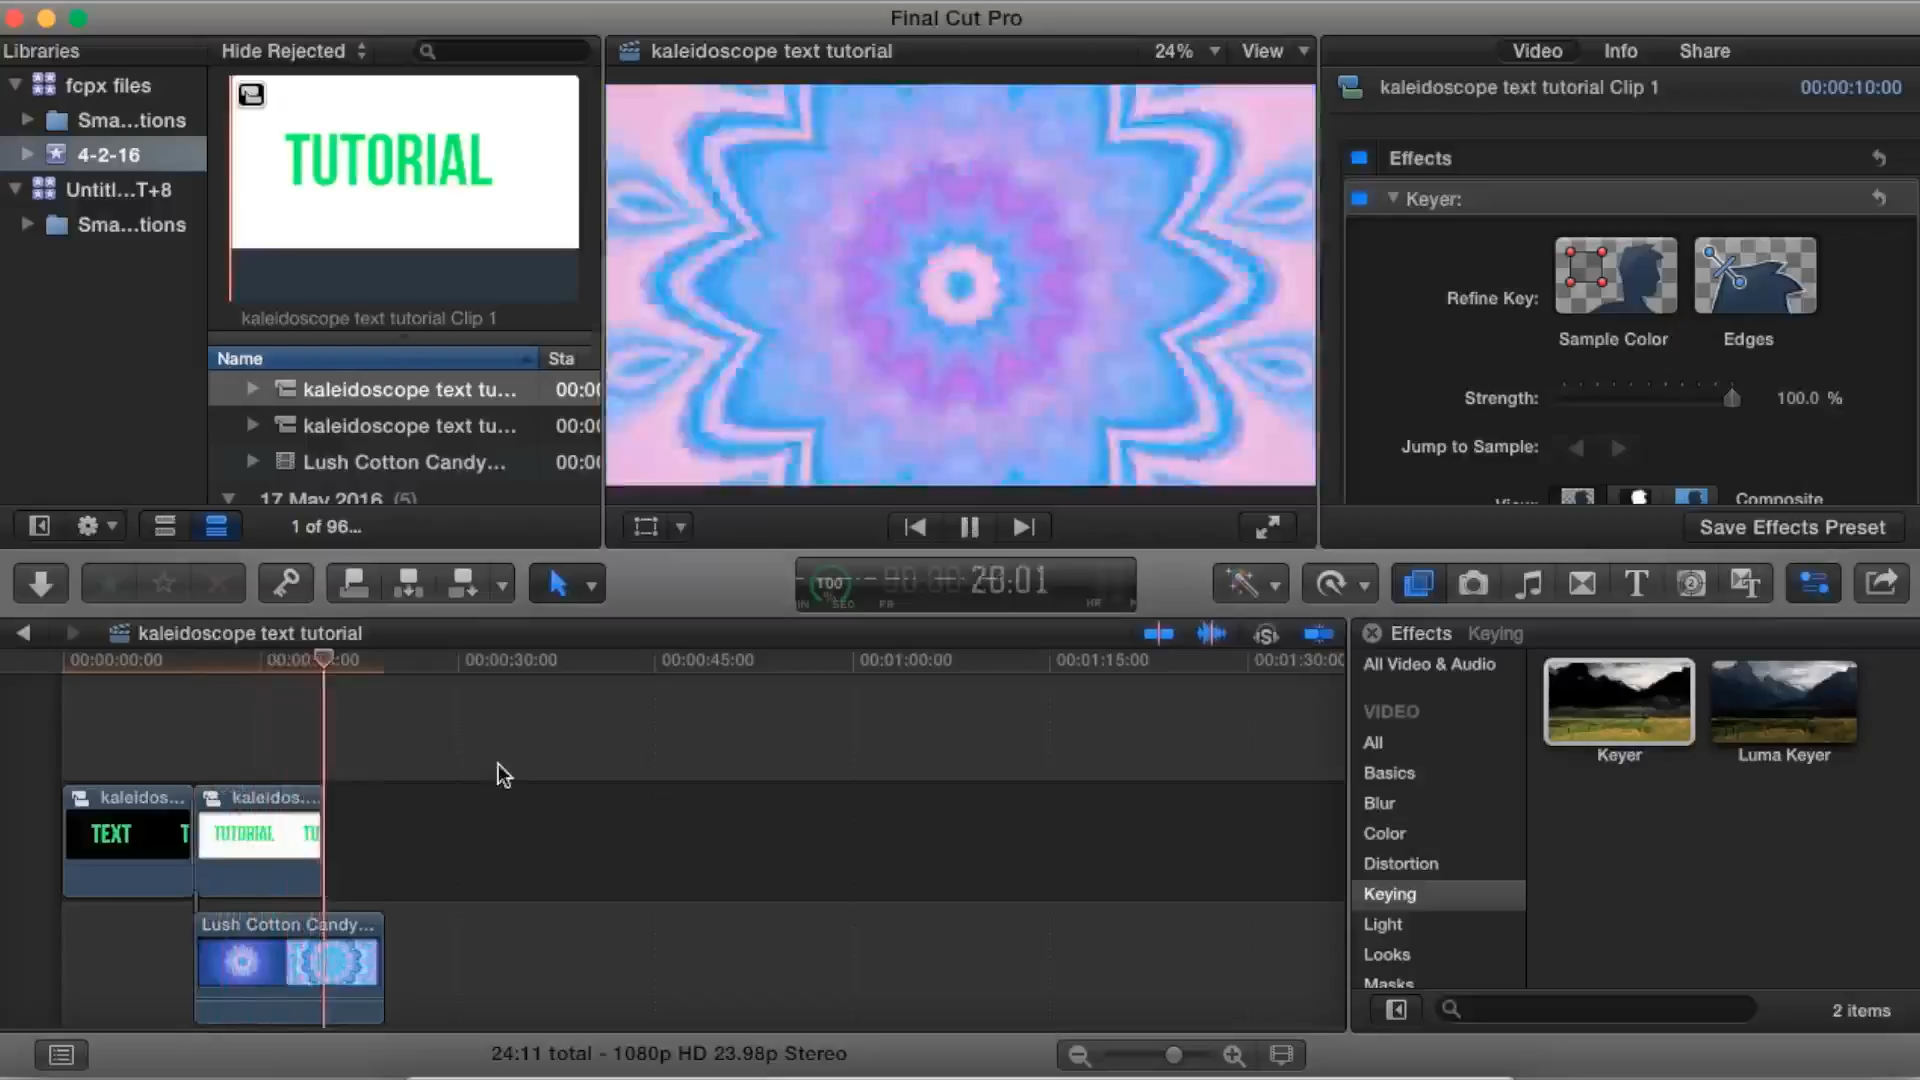 Final Cut Pro
Libraries
Hide Rejected
fcpx files
Sma...tions
4-2-16
Untitl...T+8
Sma...tions
TUTORIAL
kaleidoscope text tutorial Clip 1
Name
Sta
kaleidoscope text tu...
00:00
kaleidoscope text tu...
00:00
Lush Cotton Candy...
00:00
17 May 2016 (5)
1 of 96...
kaleidoscope text tutorial
24%
View
Video
Info
Share
kaleidoscope text tutorial Clip 1
00:00:10:00
Effects
Keyer:
Refine Key:
Sample Color
Edges
Strength:
100.0 %
Jump to Sample:
View:
Composite
Save Effects Preset
100
20:01
HR
SEC
FR
kaleidoscope text tutorial
00:00:00:00
00:00:30:00
00:00:45:00
00:01:00:00
00:01:15:00
00:01:30:00
kaleidos...
kaleidos...
TEXT
T
TUTORIAL
TU
Lush Cotton Candy...
Effects
Keying
All Video & Audio
VIDEO
All
Basics
Blur
Color
Distortion
Keying
Light
Looks
Masks
Keyer
Luma Keyer
2 items
24:11 total - 1080p HD 23.98p Stereo